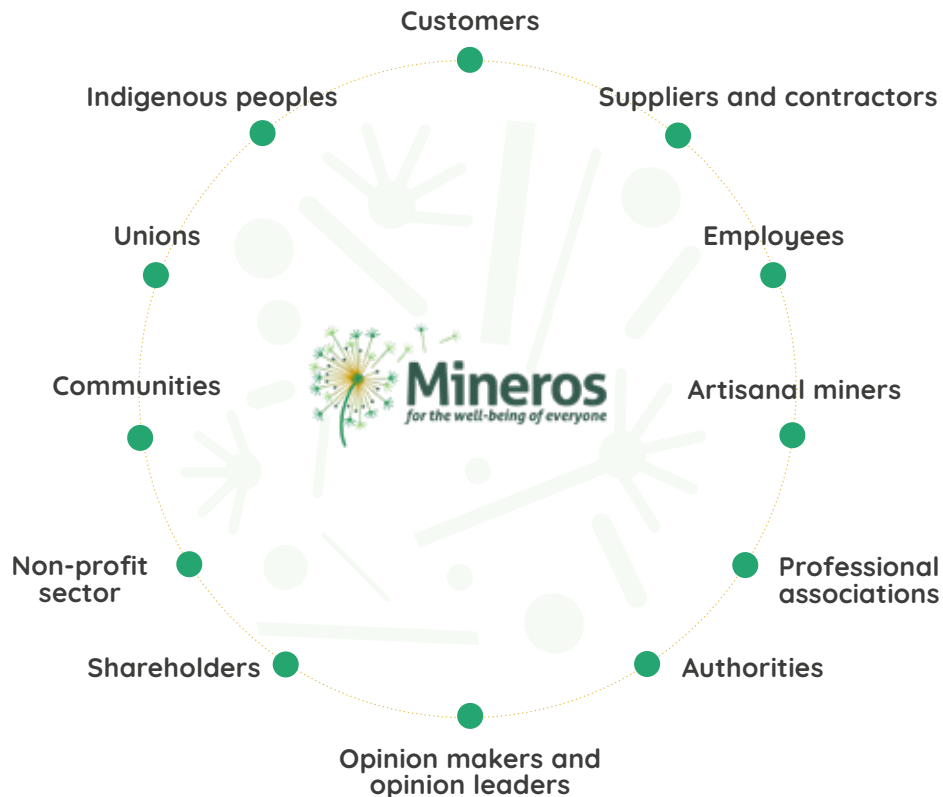 Customers
Indigenous peoples
Suppliers and contractors
Unions
Employees
Mineros
for the well-being of everyone
Communities
Artisanal miners
Non-profit
sector
Professional
associations
Shareholders
Authorities
Opinion makers and
opinion leaders